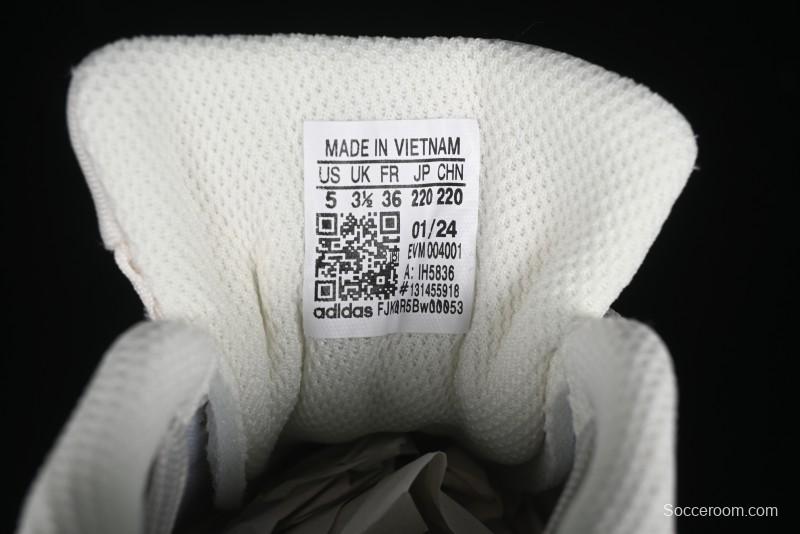 MADE IN VIETNAM
US UK FR JP CHN
5 3½ 36 220 220
01/24
EVM 004001
A: IH5836
#131455918
adidas
Socceroom.com